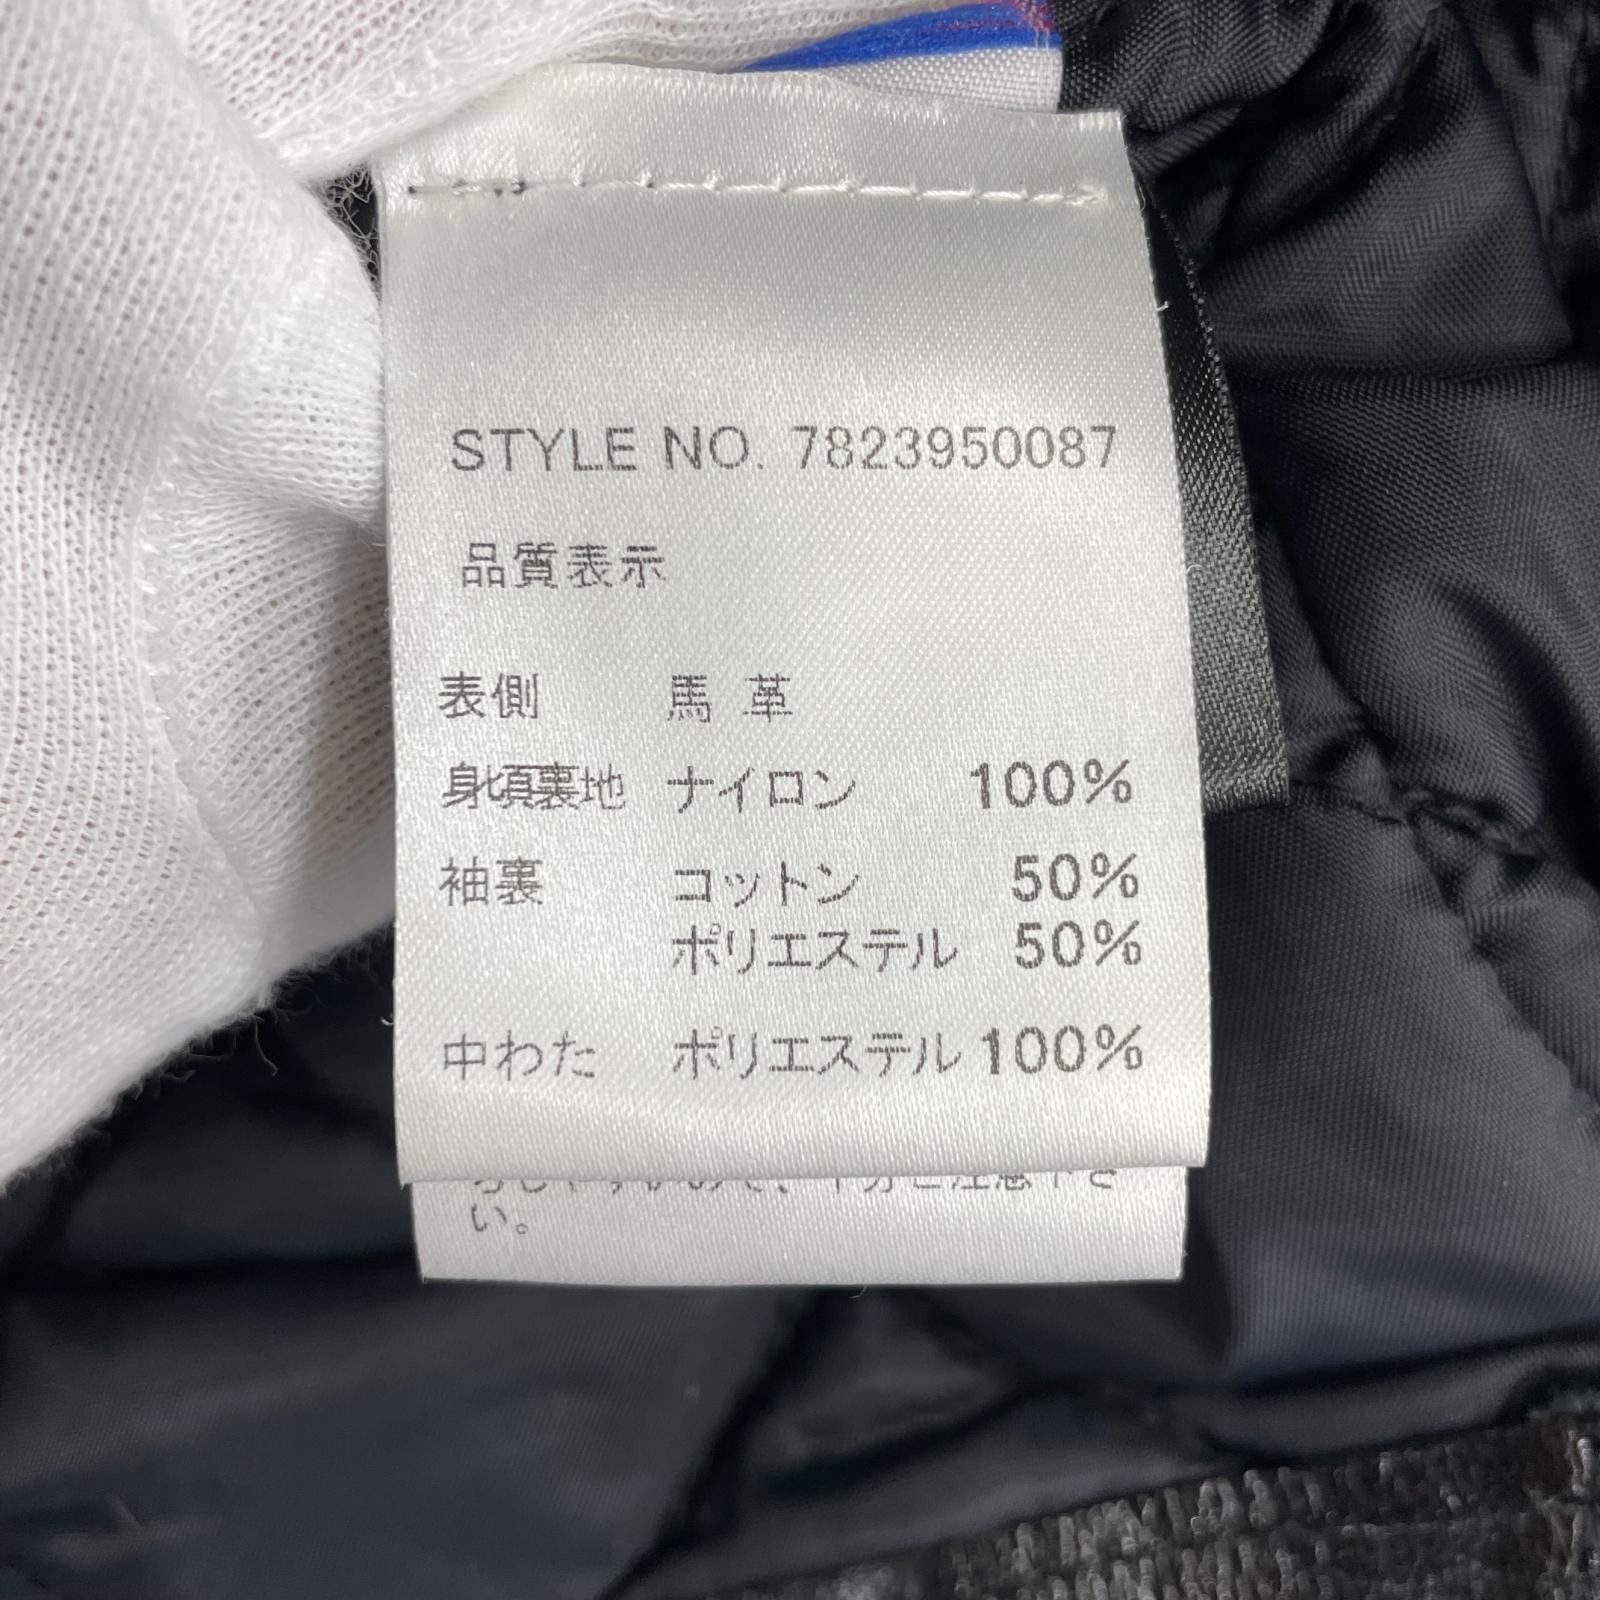 STYLE NO. 7823950087
品質表示
表側 馬 革
身頃裏地 ナイロン 100%
袖裏 コットン 50%
ポリエステル 50%
中わた ポリエステル 100%
い。